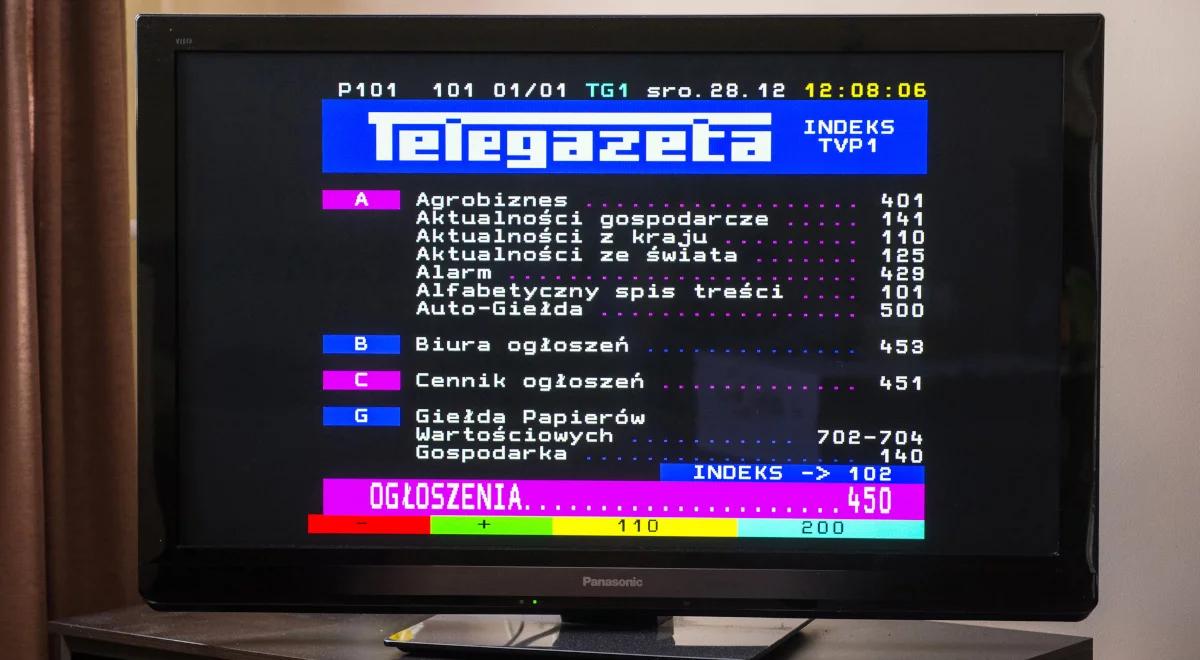 VIErA
P101 101 01/01 TG1 sro.28.12 12:08:06
Telegazeta INDEKS
TVP1
A Agrobiznes .................. 401
Aktualności gospodarcze ..... 141
Aktualności z kraju ......... 110
Aktualności ze świata ....... 125
Alarm ....................... 429
Alfabetyczny spis treści .... 101
Auto-Giełda ................. 500
B Biura ogłoszeń .............. 453
C Cennik ogłoszeń ............. 451
G Giełda Papierów
Wartościowych ........... 702-704
Gospodarka .................. 140
INDEKS -> 102
OGŁOSZENIA..................... 450
- + 110 200
Panasonic